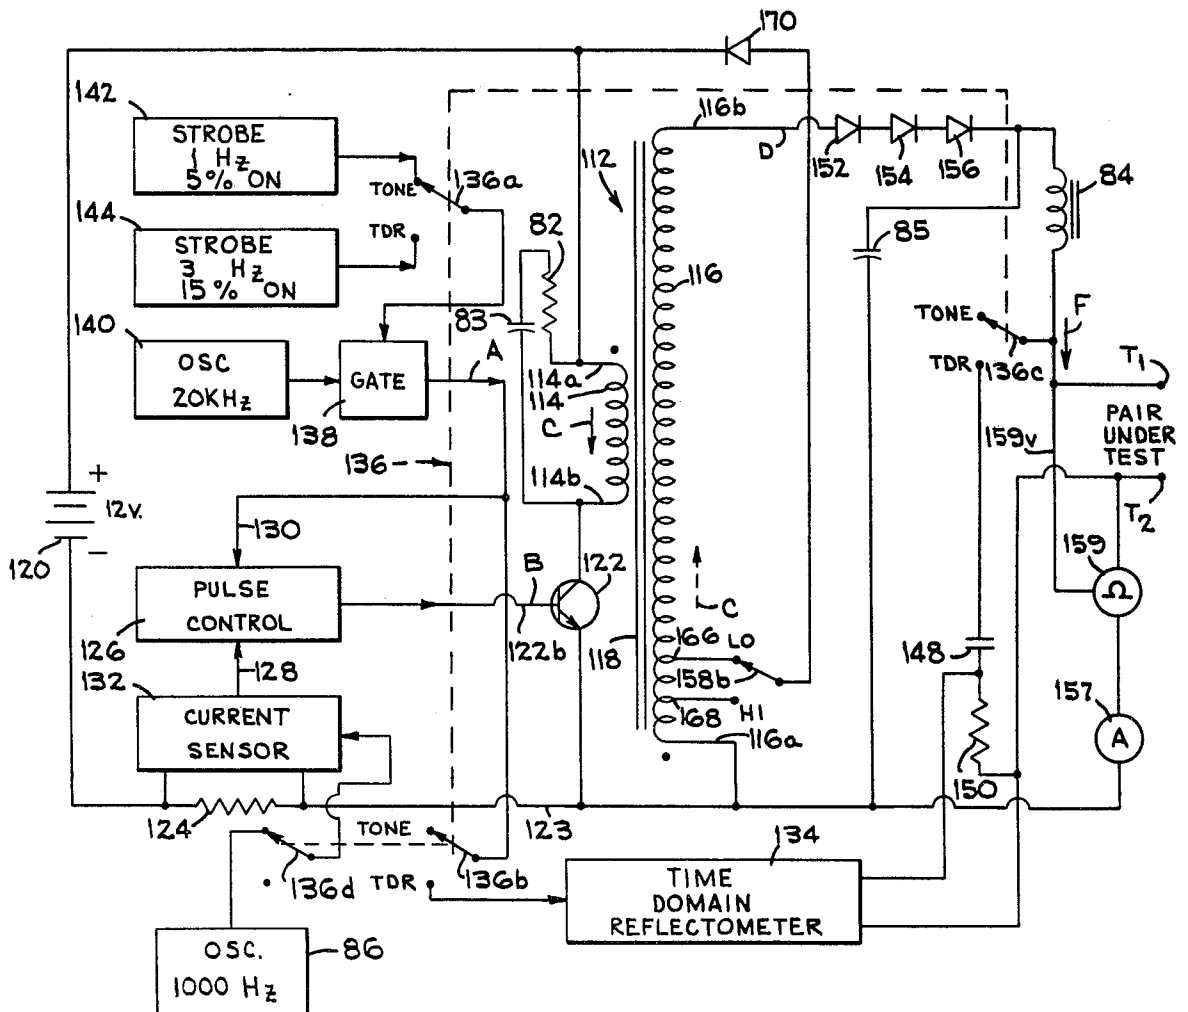 170
142
STROBE
1 Hz
5% ON
TONE
136a
112
116b
D
152
154
156
84
144
TDR
STROBE
3 Hz
15% ON
82
85
116
83
140
OSC
20KHz
GATE
A
138
114a
114
C
114b
TONE
F
TDR
136c
T1
PAIR
UNDER
TEST
159v
T2
136
+
12V.
−
120
130
B
122
159
Ω
PULSE
CONTROL
126
122b
118
C
128
132
166
LO
158b
168
HI
116a
148
157
A
CURRENT
SENSOR
150
124
123
TONE
134
136d
TDR
136b
TIME
DOMAIN
REFLECTOMETER
OSC.
1000 Hz
86